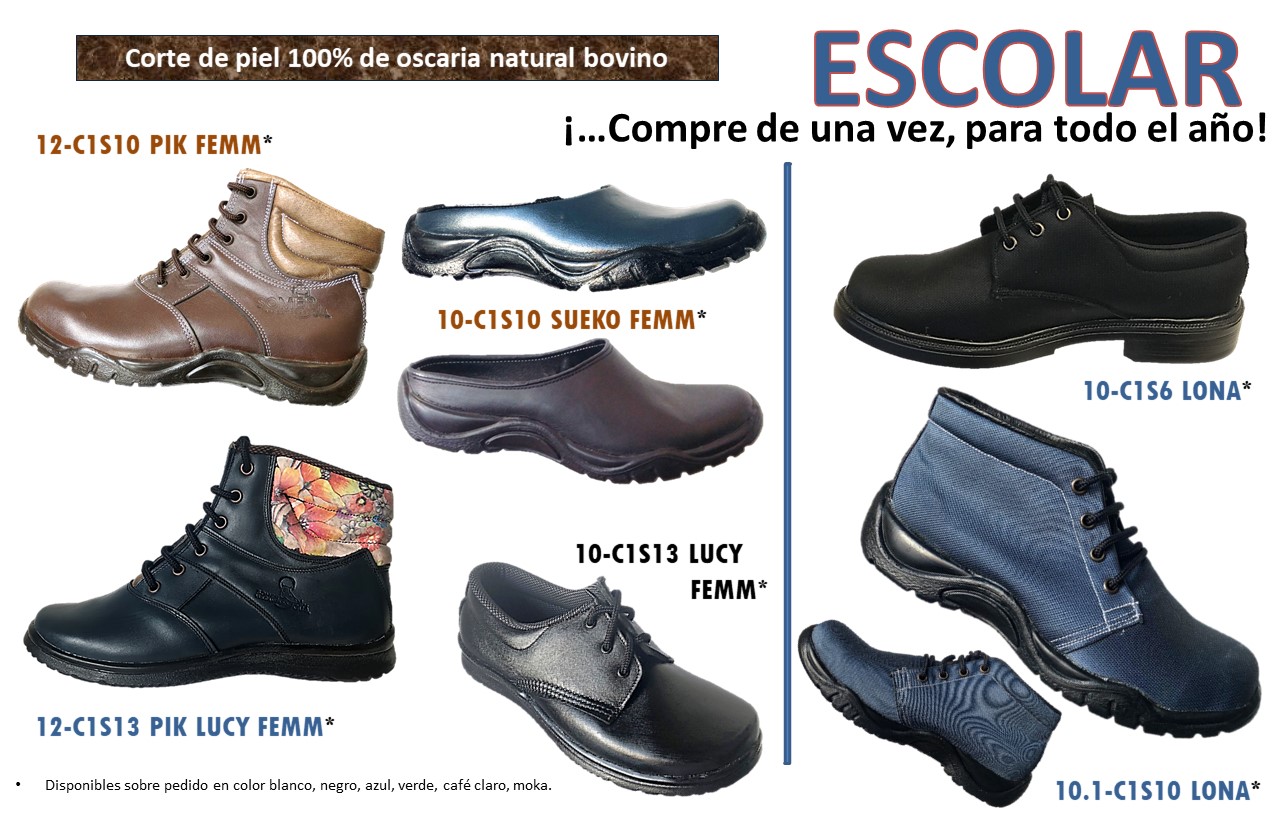 Corte de piel 100% de oscaria natural bovino
ESCOLAR
¡...Compre de una vez, para todo el año!
12-C1S10 PIK FEMM*
10-C1S10 SUEKO FEMM*
10-C1S6 LONA*
10-C1S13 LUCY
FEMM*
12-C1S13 PIK LUCY FEMM*
• Disponibles sobre pedido en color blanco, negro, azul, verde, café claro, moka.
10.1-C1S10 LONA*